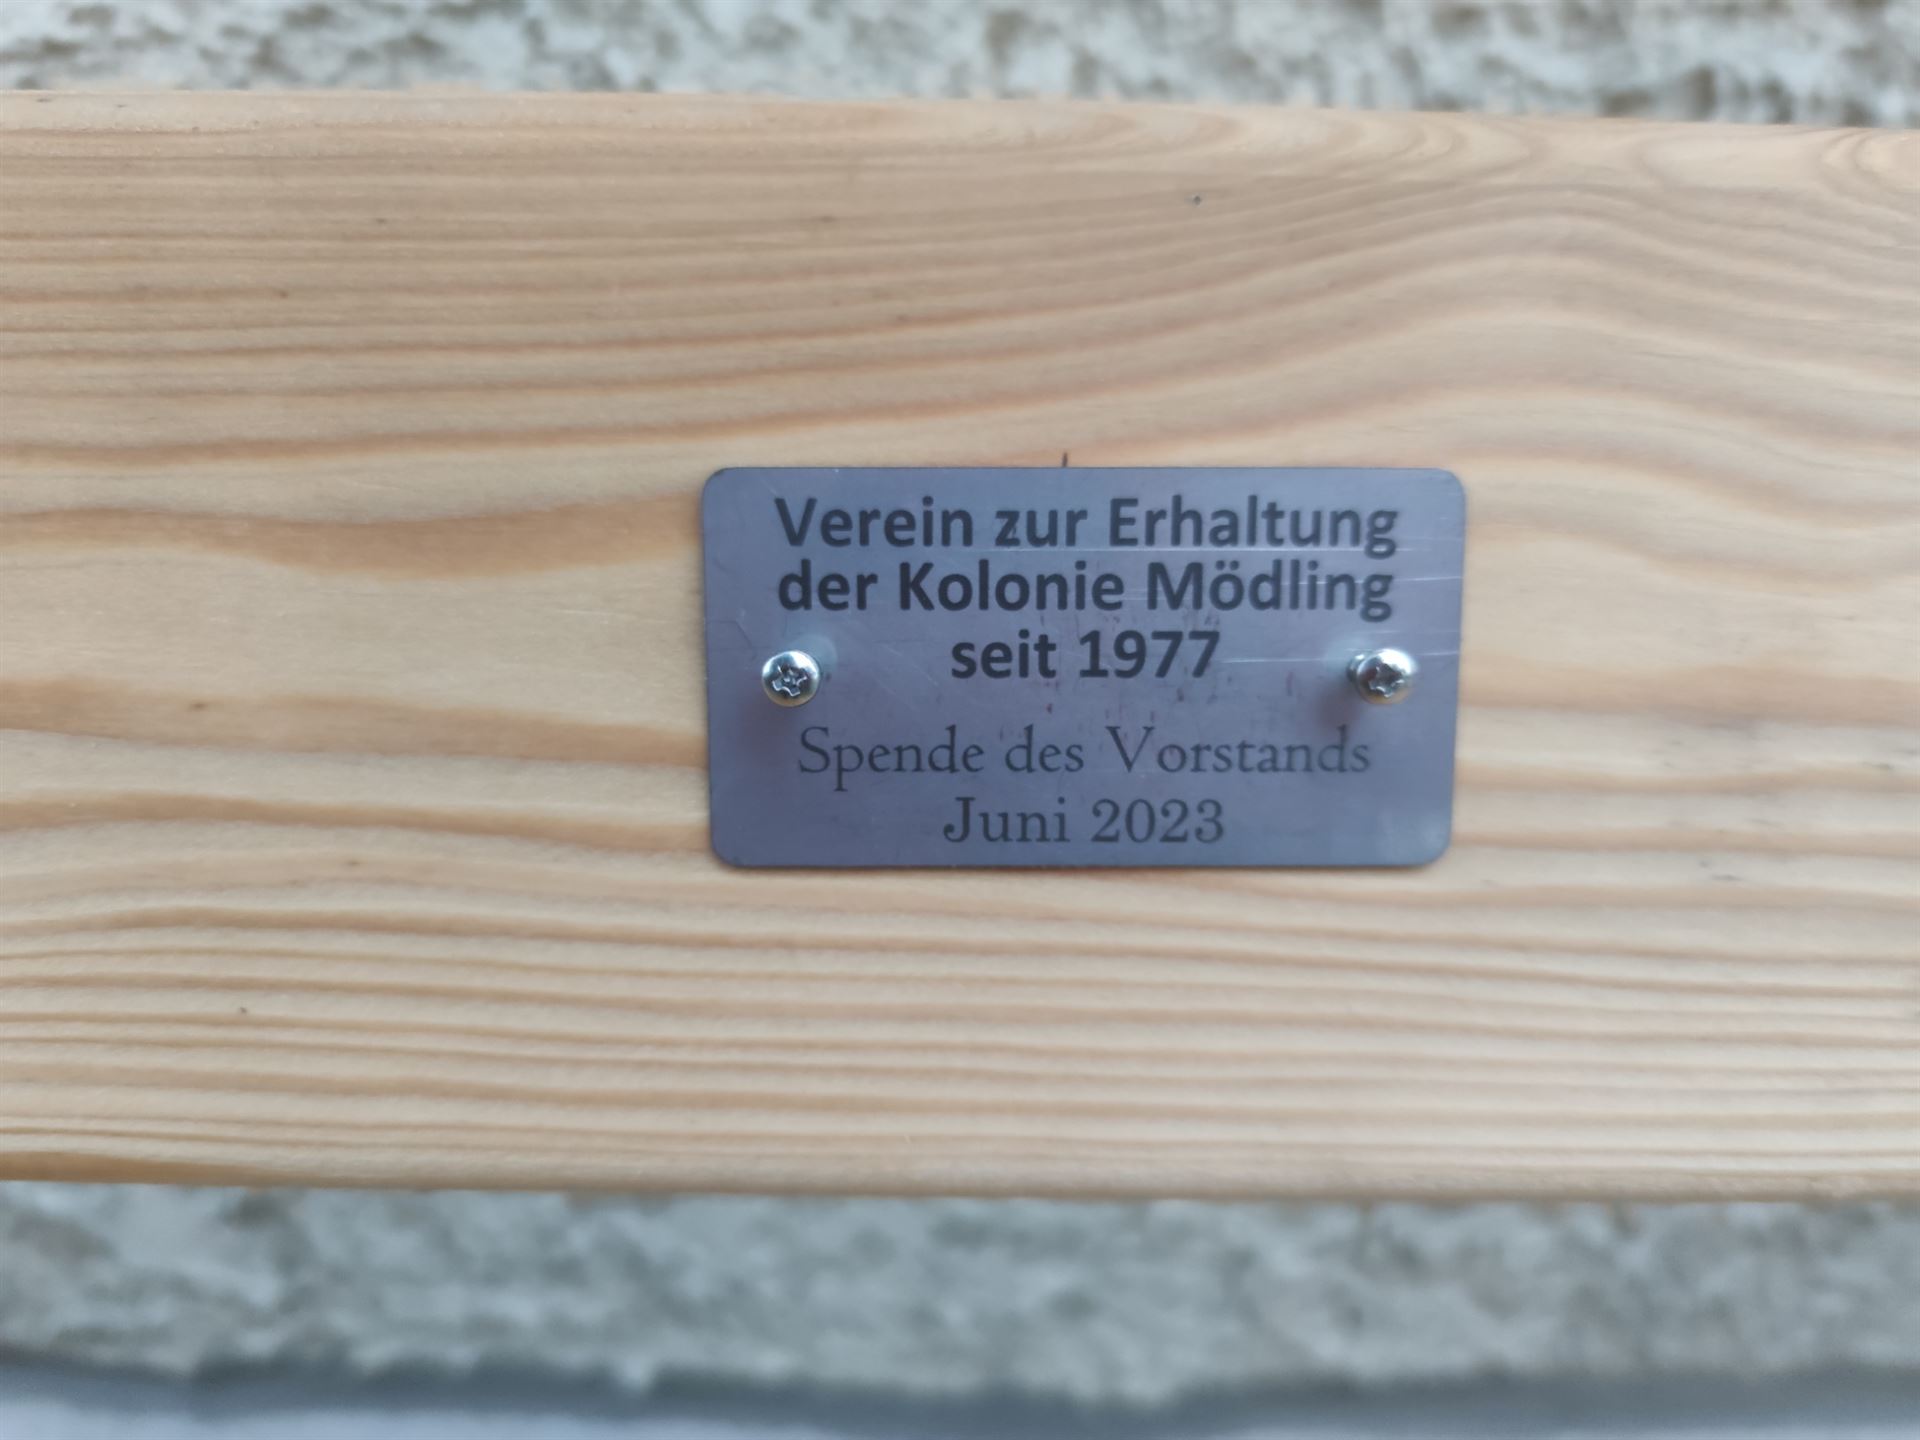 Verein zur Erhaltung
der Kolonie Mödling
seit 1977
Spende des Vorstands
Juni 2023